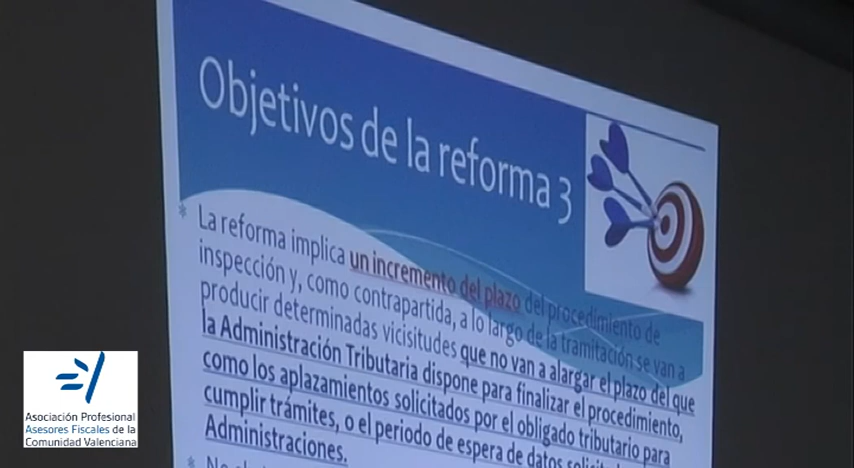 Objetivos de la reforma 3
* La reforma implica un incremento del plazo del procedimiento de
inspección y, como contrapartida, a lo largo de la tramitación se van a
producir determinadas vicisitudes que no van a alargar el plazo del que
la Administración Tributaria dispone para finalizar el procedimiento,
como los aplazamientos solicitados por el obligado tributario para
cumplir trámites, o el periodo de espera de datos
Administraciones.
* No
Asociación Profesional
Asesores Fiscales de la
Comunidad Valenciana